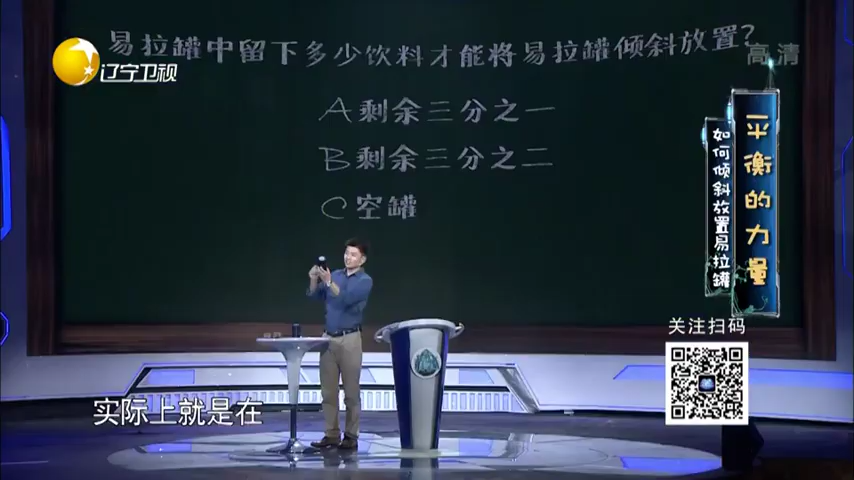 易拉罐中留下多少饮料才能将易拉罐倾斜放置?
高清
辽宁卫视
A剩余三分之一
B剩余三分之二
C空罐
平衡的力量
如何倾斜放置易拉罐
关注扫码
实际上就是在